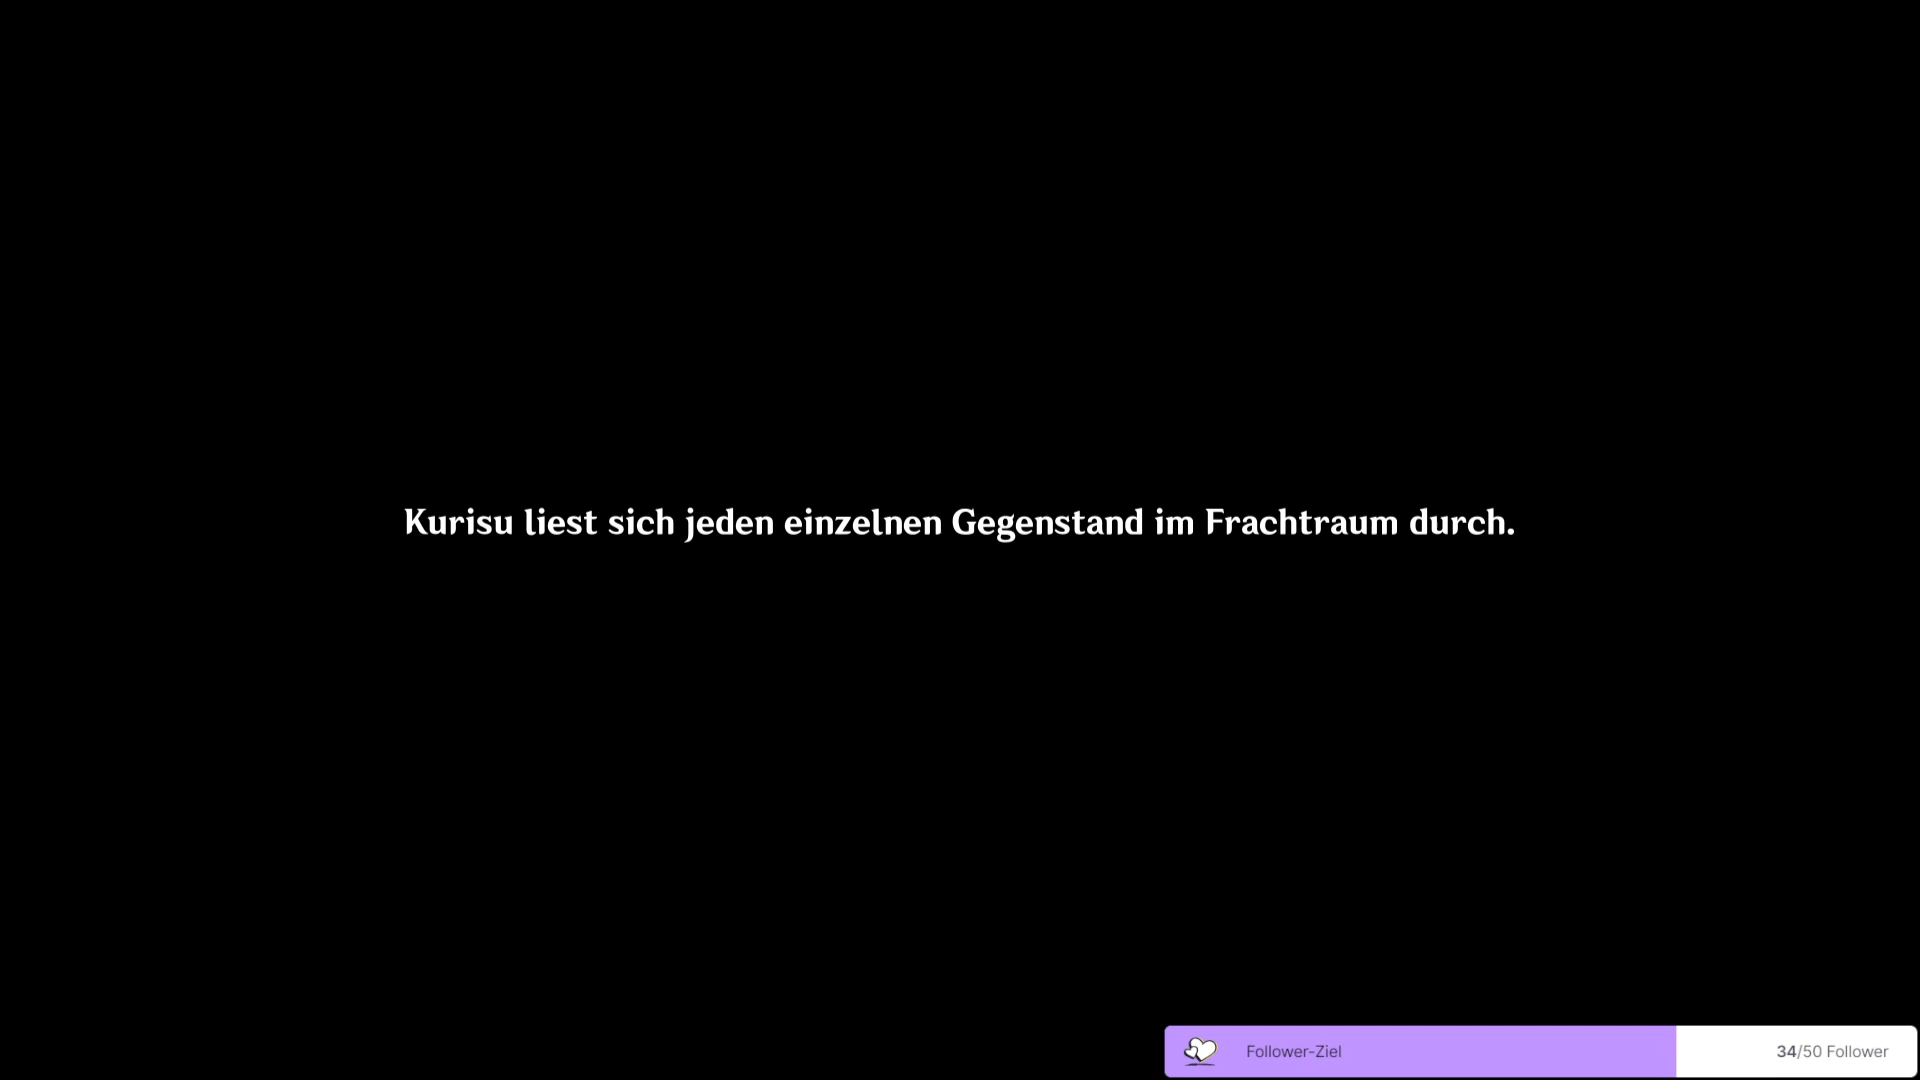 Kurisu liest sich jeden einzelnen Gegenstand im Frachtraum durch.
Follower-Ziel
34/50 Follower